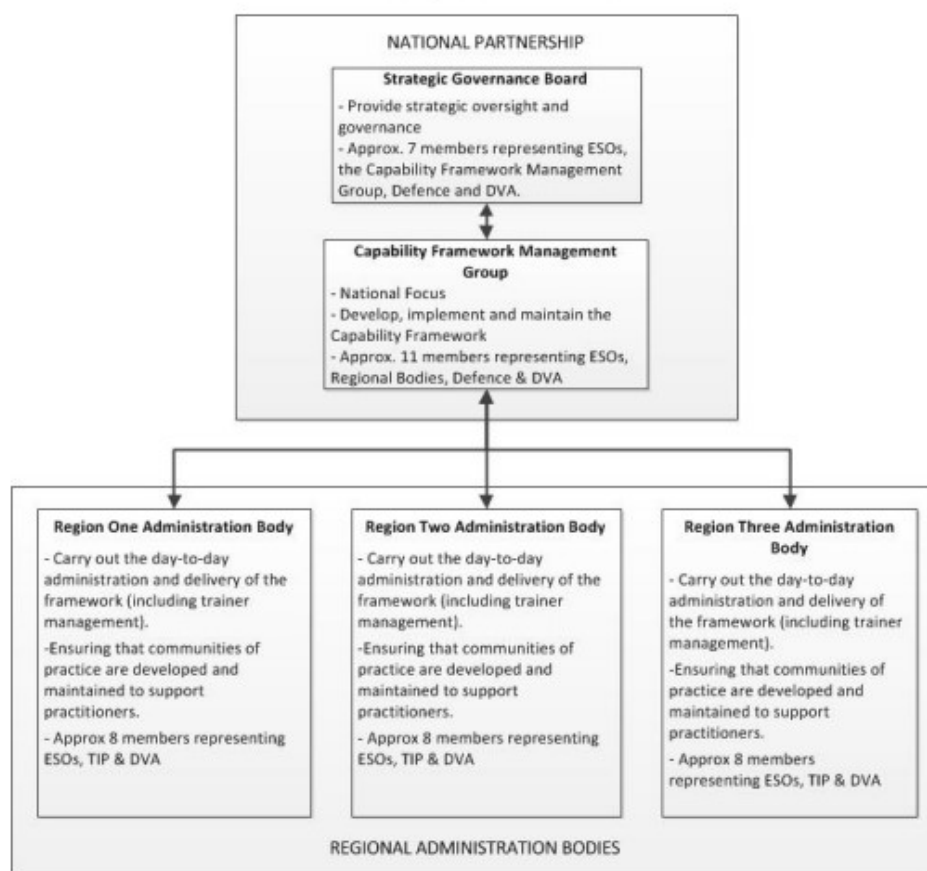 NATIONAL PARTNERSHIP
Strategic Governance Board
- Provide strategic oversight and
governance
- Approx. 7 members representing ESOs,
the Capability Framework Management
Group, Defence and DVA.
Capability Framework Management
Group
- National Focus
- Develop, implement and maintain the
Capability Framework
- Approx. 11 members representing ESOs,
Regional Bodies, Defence & DVA
Region One Administration Body
- Carry out the day-to-day
administration and delivery of the
framework (including trainer
management).
-Ensuring that communities of
practice are developed and
maintained to support
practitioners.
- Approx 8 members representing
ESOs, TIP & DVA
Region Two Administration Body
- Carry out the day-to-day
administration and delivery of the
framework (including trainer
management).
-Ensuring that communities of
practice are developed and
maintained to support
practitioners.
- Approx 8 members representing
ESOs, TIP & DVA
Region Three Administration
Body
- Carry out the day-to-day
administration and delivery of
the framework (including trainer
management).
-Ensuring that communities of
practice are developed and
maintained to support
practitioners.
- Approx 8 members
representing ESOs, TIP & DVA
REGIONAL ADMINISTRATION BODIES